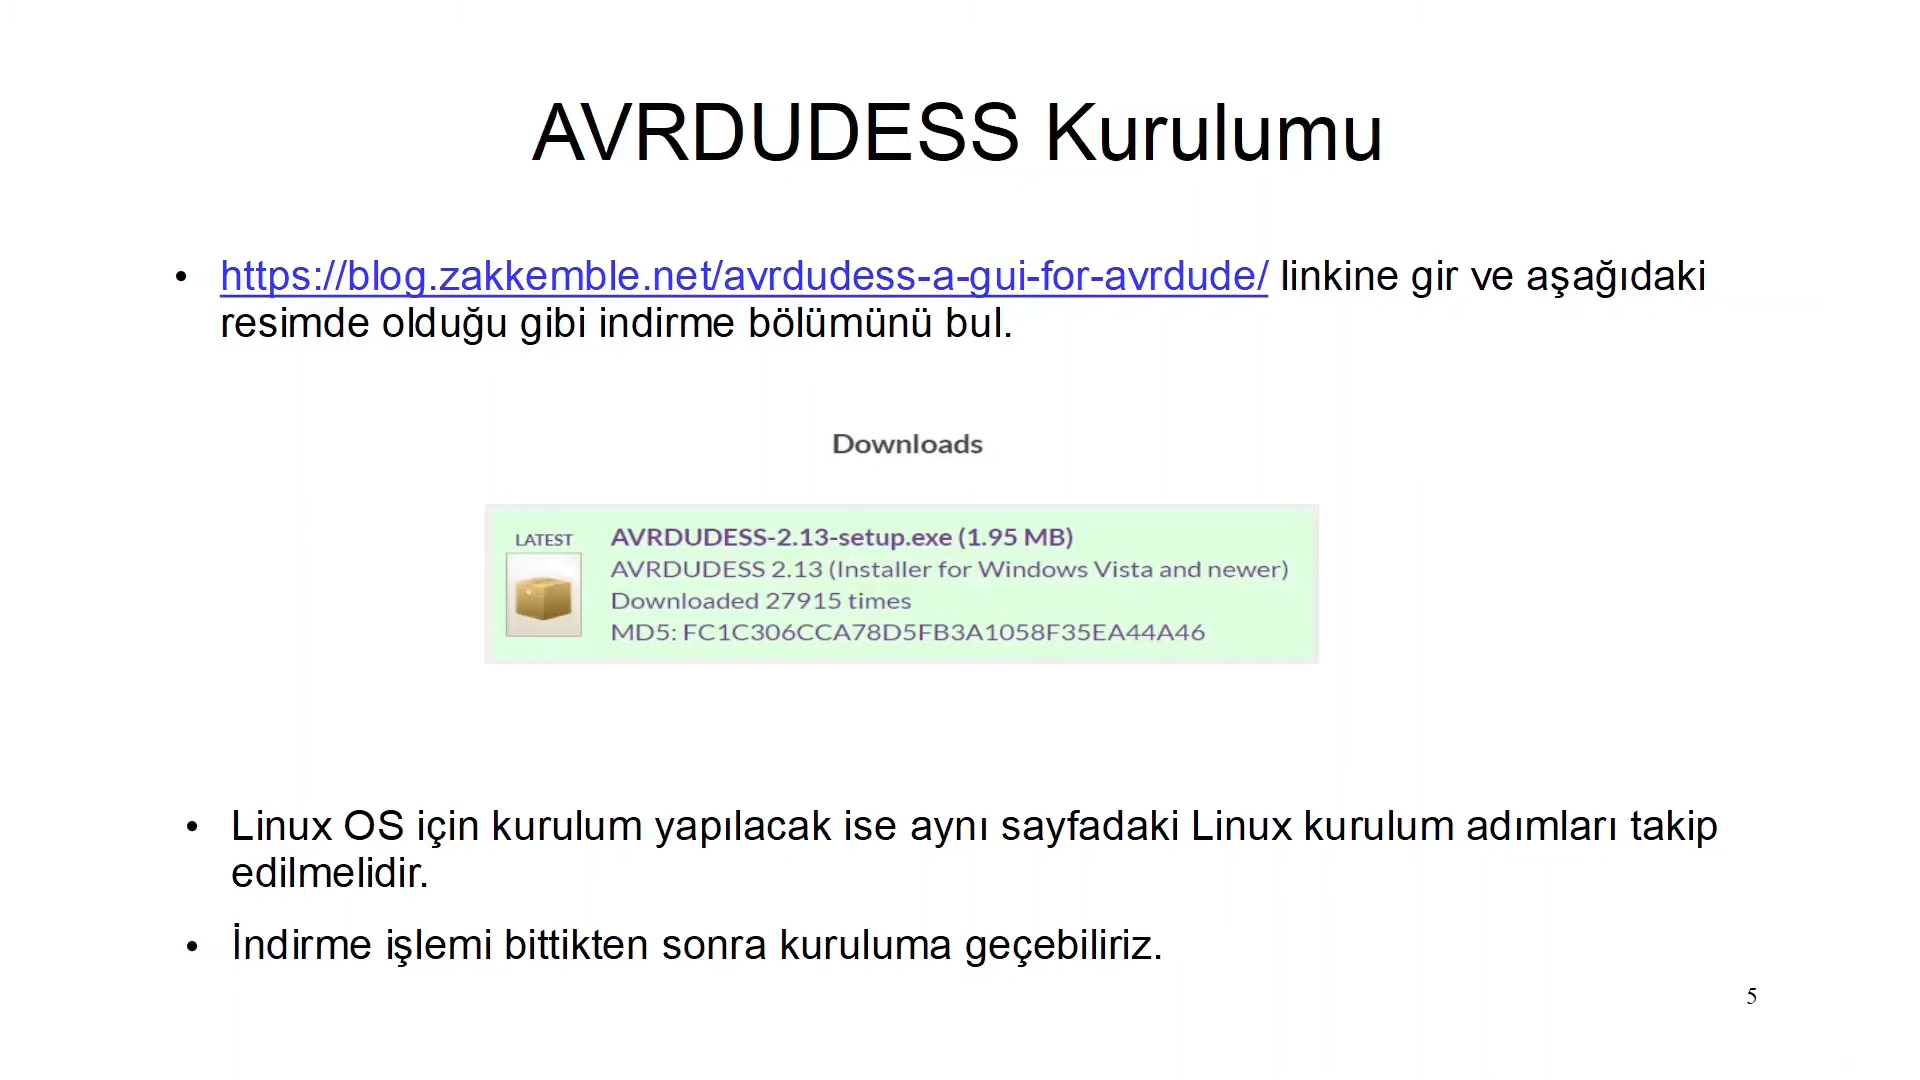 AVRDUDESS Kurulumu
• https://blog.zakkemble.net/avrdudess-a-gui-for-avrdude/ linkine gir ve aşağıdaki
resimde olduğu gibi indirme bölümünü bul.
Downloads
LATEST
AVRDUDESS-2.13-setup.exe (1.95 MB)
AVRDUDESS 2.13 (Installer for Windows Vista and newer)
Downloaded 27915 times
MD5: FC1C306CCA78D5FB3A1058F35EA44A46
• Linux OS için kurulum yapılacak ise aynı sayfadaki Linux kurulum adımları takip
edilmelidir.
• İndirme işlemi bittikten sonra kuruluma geçebiliriz.
5